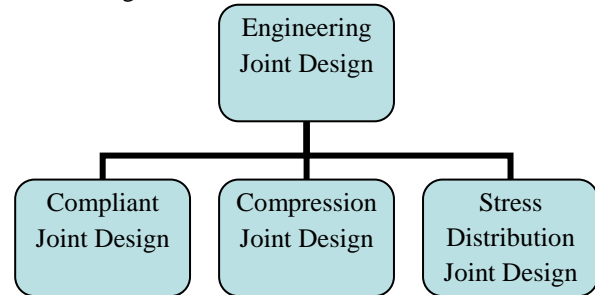 Engineering
Joint Design
Compliant
Joint Design
Compression
Joint Design
Stress
Distribution
Joint Design